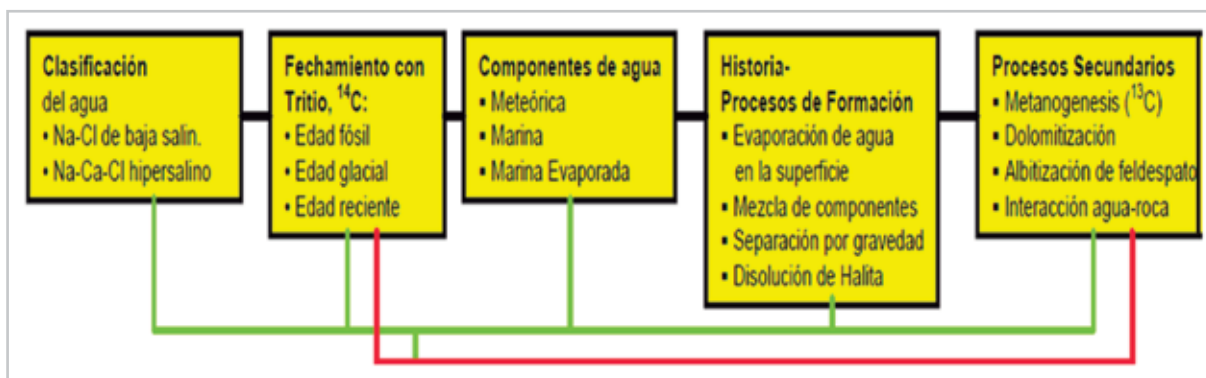 Clasificación
del agua
• Na-Cl de baja salin.
• Na-Ca-Cl hipersalino
Fechamiento con
Tritio, ¹⁴C:
• Edad fósil
• Edad glacial
• Edad reciente
Componentes de agua
▪ Meteórica
▪ Marina
▪ Marina Evaporada
Historia-
Procesos de Formación
▪ Evaporación de agua
en la superficie
▪ Mezcla de componentes
▪ Separación por gravedad
▪ Disolución de Halita
Procesos Secundarios
▪ Metanogenesis (¹³C)
▪ Dolomitización
▪ Albitización de feldespato
▪ Interacción agua-roca